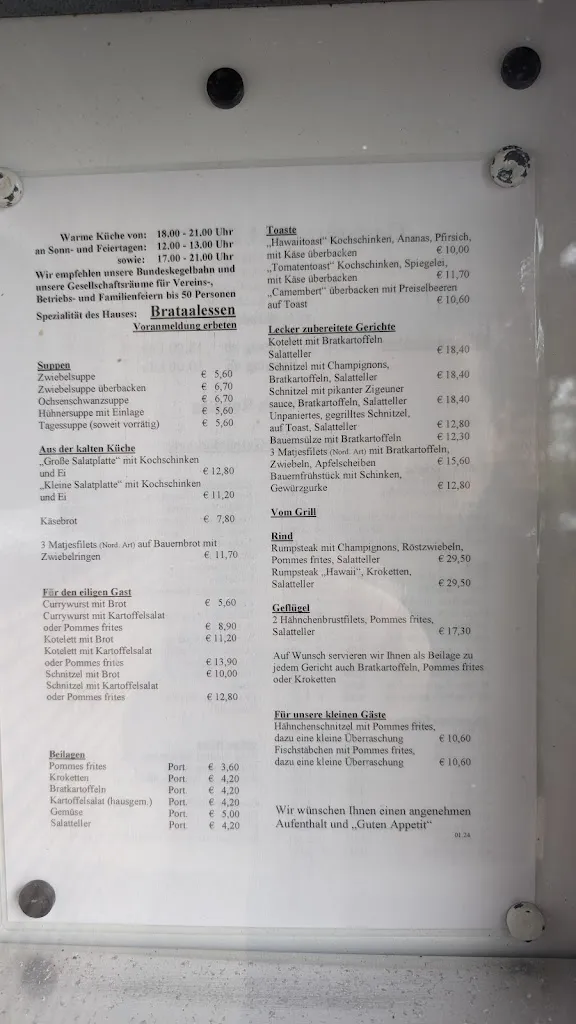 Warme Küche von: 18.00 - 21.00 Uhr
an Sonn- und Feiertagen: 12.00 - 13.00 Uhr
sowie: 17.00 - 21.00 Uhr
Wir empfehlen unsere Bundeskegelbahn und
unsere Gesellschaftsräume für Vereins-,
Betriebs- und Familienfeiern bis 50 Personen
Spezialität des Hauses: Brataalessen
Voranmeldung erbeten
Suppen
Zwiebelsuppe € 5,60
Zwiebelsuppe überbacken € 6,70
Ochsenschwanzsuppe € 6,70
Hühnersuppe mit Einlage € 5,60
Tagessuppe (soweit vorrätig) € 5,60
Aus der kalten Küche
„Große Salatplatte“ mit Kochschinken
und Ei € 12,80
„Kleine Salatplatte“ mit Kochschinken
und Ei € 11,20
Käsebrot € 7,80
3 Matjesfilets (Nord. Art) auf Bauernbrot mit
Zwiebelringen € 11,70
Für den eiligen Gast
Currywurst mit Brot € 5,60
Currywurst mit Kartoffelsalat
oder Pommes frites € 8,90
Kotelett mit Brot € 11,20
Kotelett mit Kartoffelsalat
oder Pommes frites € 13,90
Schnitzel mit Brot € 10,00
Schnitzel mit Kartoffelsalat
oder Pommes frites € 12,80
Beilagen
Pommes frites Port. € 3,60
Kroketten Port. € 4,20
Bratkartoffeln Port. € 4,20
Kartoffelsalat (hausgem.) Port. € 4,20
Gemüse Port. € 5,00
Salatteller Port. € 4,20
Toaste
„Hawaiitoast“ Kochschinken, Ananas, Pfirsich,
mit Käse überbacken € 10,00
„Tomatentoast“ Kochschinken, Spiegelei,
mit Käse überbacken € 11,70
„Camembert“ überbacken mit Preiselbeeren
auf Toast € 10,60
Lecker zubereitete Gerichte
Kotelett mit Bratkartoffeln
Salatteller € 18,40
Schnitzel mit Champignons,
Bratkartoffeln, Salatteller € 18,40
Schnitzel mit pikanter Zigeuner
sauce, Bratkartoffeln, Salatteller € 18,40
Unpaniertes, gegrilltes Schnitzel,
auf Toast, Salatteller € 12,80
Bauernsülze mit Bratkartoffeln € 12,30
3 Matjesfilets (Nord. Art) mit Bratkartoffeln,
Zwiebeln, Apfelscheiben € 15,60
Bauernfrühstück mit Schinken,
Gewürzgurke € 12,80
Vom Grill
Rind
Rumpsteak mit Champignons, Röstzwiebeln,
Pommes frites, Salatteller € 29,50
Rumpsteak „Hawaii“, Kroketten,
Salatteller € 29,50
Geflügel
2 Hähnchenbrustfilets, Pommes frites,
Salatteller € 17,30
Auf Wunsch servieren wir Ihnen als Beilage zu
jedem Gericht auch Bratkartoffeln, Pommes frites
oder Kroketten
Für unsere kleinen Gäste
Hähnchenschnitzel mit Pommes frites,
dazu eine kleine Überraschung € 10,60
Fischstäbchen mit Pommes frites,
dazu eine kleine Überraschung € 10,60
Wir wünschen Ihnen einen angenehmen
Aufenthalt und „Guten Appetit“
01.24